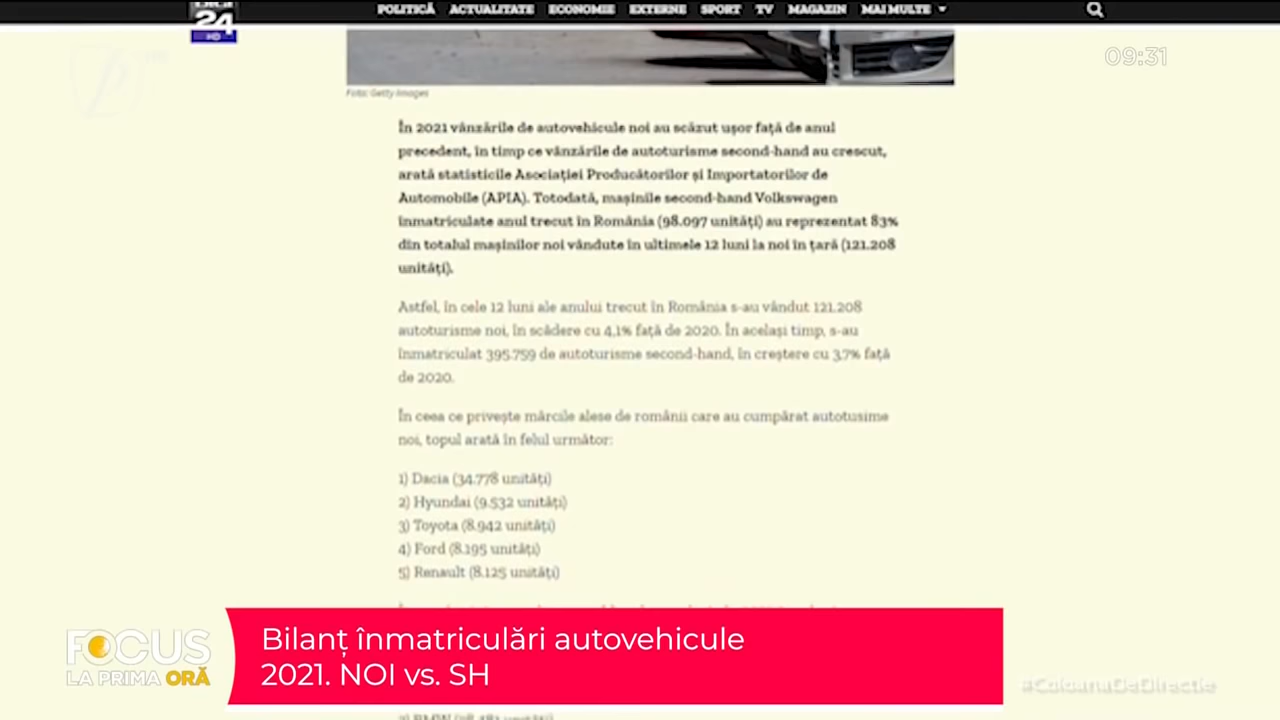 24
HD
POLITICĂ ACTUALITATE ECONOMIE EXTERNE SPORT TV MAGAZIN MAI MULTE
09:31
Foto: Getty Images
În 2021 vânzările de autovehicule noi au scăzut ușor față de anul
precedent, în timp ce vânzările de autoturisme second-hand au crescut,
arată statisticile Asociației Producătorilor și Importatorilor de
Automobile (APIA). Totodată, mașinile second-hand Volkswagen
înmatriculate anul trecut în România (98.097 unități) au reprezentat 83%
din totalul mașinilor noi vândute în ultimele 12 luni la noi în țară (121.208
unități).
Astfel, în cele 12 luni ale anului trecut în România s-au vândut 121.208
autoturisme noi, în scădere cu 4,1% față de 2020. În același timp, s-au
înmatriculat 395.759 de autoturisme second-hand, în creștere cu 3,7% față
de 2020.
În ceea ce privește mărcile alese de românii care au cumpărat autotusime
noi, topul arată în felul următor:
1) Dacia (34.778 unități)
2) Hyundai (9.532 unități)
3) Toyota (8.942 unități)
4) Ford (8.195 unități)
5) Renault (8.125 unități)
FOCUS
LA PRIMA ORĂ
Bilanț înmatriculări autovehicule
2021. NOI vs. SH
#ColoanaDeDirectie